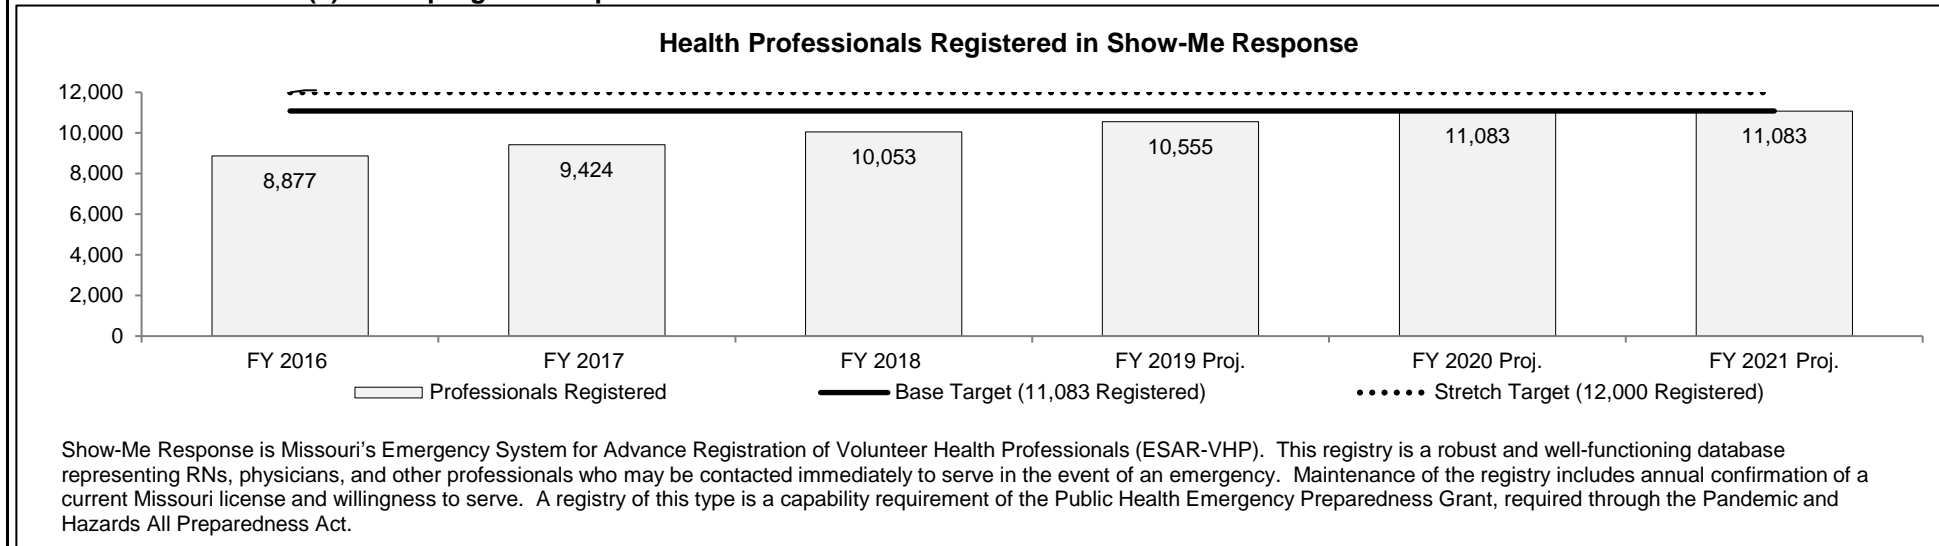 Health Professionals Registered in Show-Me Response
12,000
10,000
8,000
6,000
4,000
2,000
0
8,877
9,424
10,053
10,555
11,083
11,083
FY 2016
FY 2017
FY 2018
FY 2019 Proj.
FY 2020 Proj.
FY 2021 Proj.
Professionals Registered
Base Target (11,083 Registered)
Stretch Target (12,000 Registered)
Show-Me Response is Missouri’s Emergency System for Advance Registration of Volunteer Health Professionals (ESAR-VHP).  This registry is a robust and well-functioning database
representing RNs, physicians, and other professionals who may be contacted immediately to serve in the event of an emergency.  Maintenance of the registry includes annual confirmation of a
current Missouri license and willingness to serve.  A registry of this type is a capability requirement of the Public Health Emergency Preparedness Grant, required through the Pandemic and
Hazards All Preparedness Act.